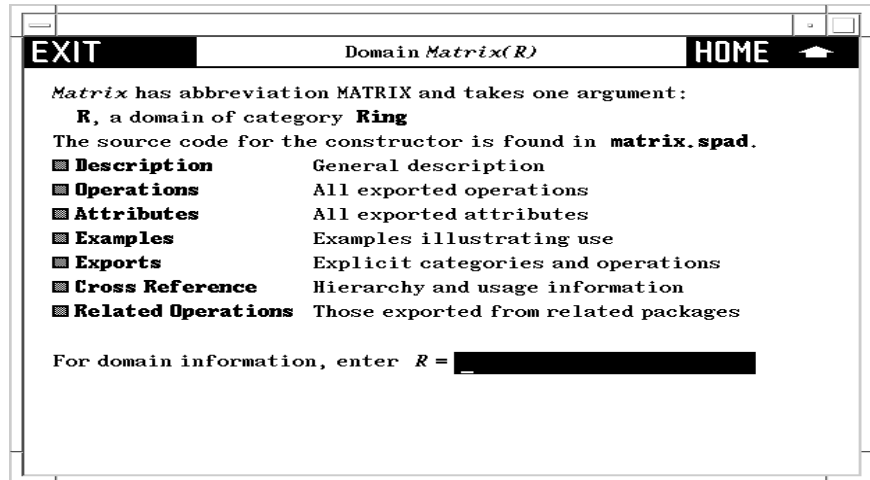 EXIT Domain Matrix(R) HOME
Matrix has abbreviation MATRIX and takes one argument:
R, a domain of category Ring
The source code for the constructor is found in matrix.spad.
Description General description
Operations All exported operations
Attributes All exported attributes
Examples Examples illustrating use
Exports Explicit categories and operations
Cross Reference Hierarchy and usage information
Related Operations Those exported from related packages
For domain information, enter R = _